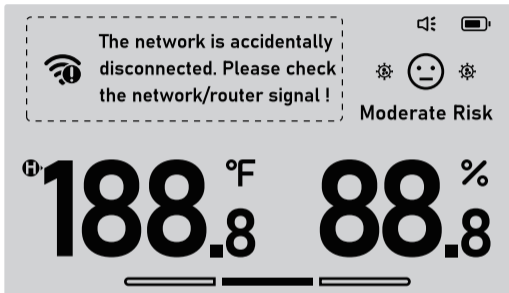 The network is accidentally
disconnected. Please check
the network/router signal !
Moderate Risk
H
188.8 °F
88.8 %